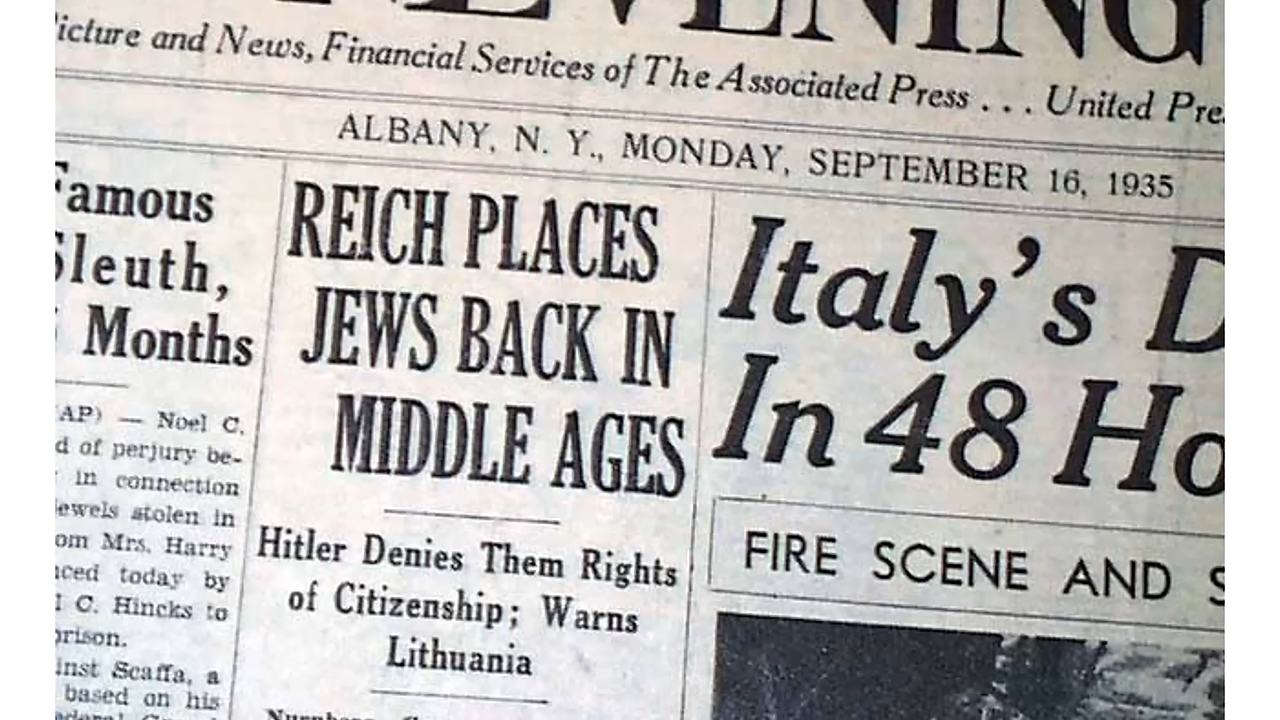 EVENING
icture and News, Financial Services of The Associated Press . . . United Pre
ALBANY, N. Y., MONDAY, SEPTEMBER 16, 1935
Famous
Sleuth,
Months
AP) — Noel C.
d of perjury be-
in connection
ewels stolen in
om Mrs. Harry
nced today by
C. Hincks to
prison.
inst Scaffa, a
based on his
REICH PLACES
JEWS BACK IN
MIDDLE AGES
Hitler Denies Them Rights
of Citizenship; Warns
Lithuania
Italy's D
In 48 Ho
FIRE SCENE AND S